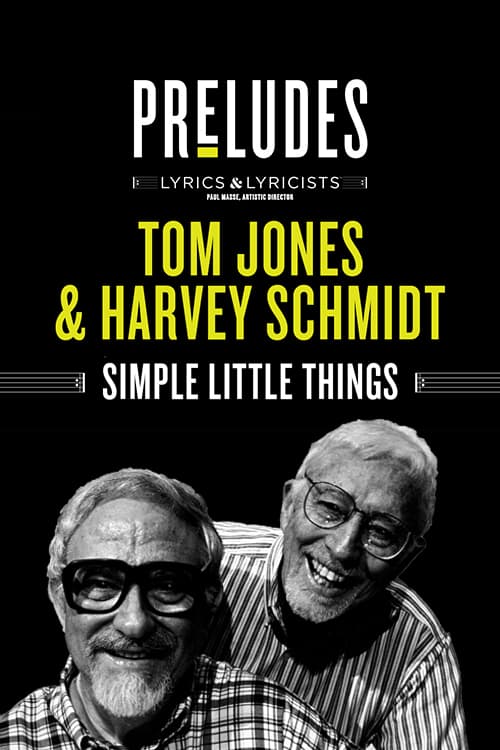 PRELUDES
LYRICS & LYRICISTS
PAUL MASSE, ARTISTIC DIRECTOR
TOM JONES
& HARVEY SCHMIDT
SIMPLE LITTLE THINGS